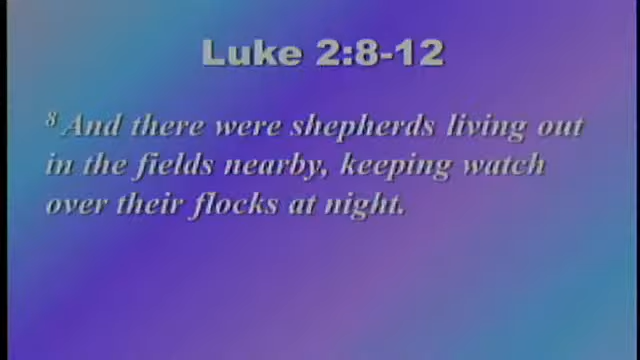 Luke 2:8-12
8 And there were shepherds living out
in the fields nearby, keeping watch
over their flocks at night.